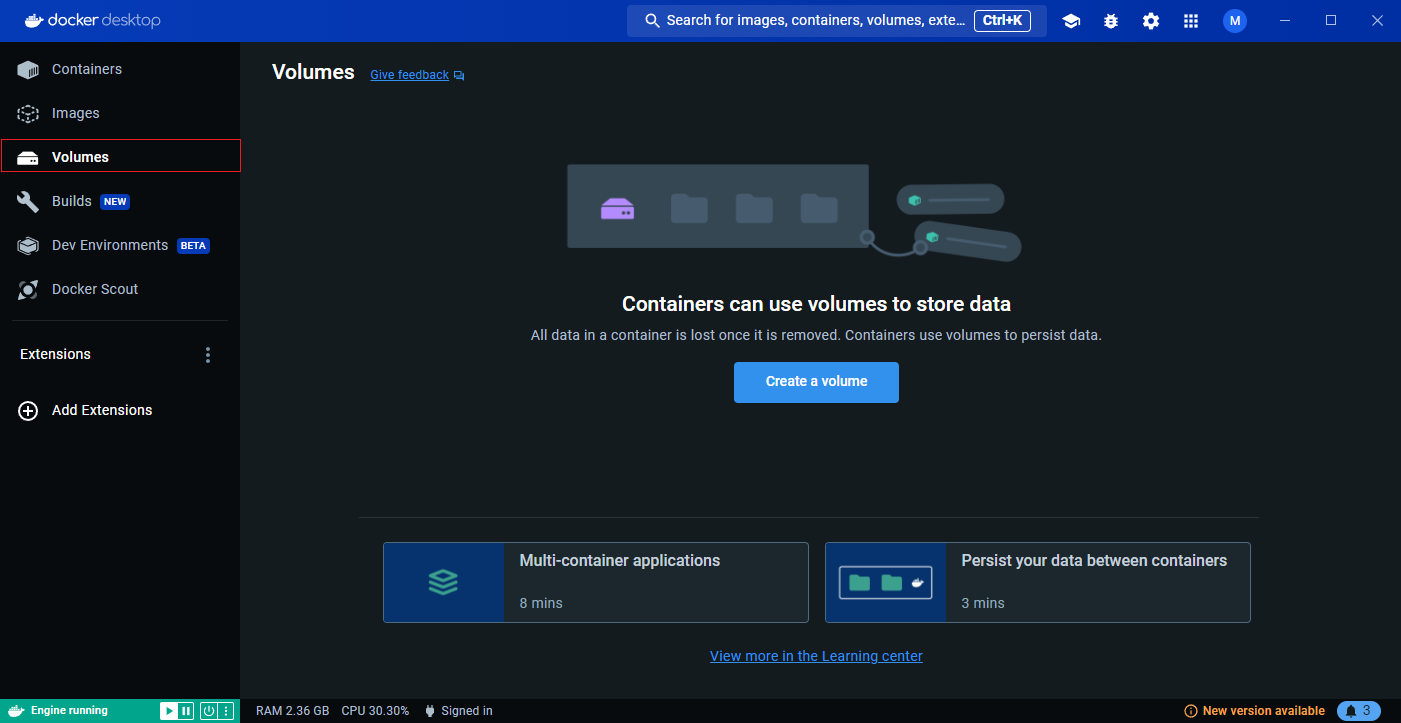 docker desktop
Search for images, containers, volumes, exte... Ctrl+K
M
Containers
Images
Volumes
Builds NEW
Dev Environments BETA
Docker Scout
Extensions
Add Extensions
Volumes Give feedback
Containers can use volumes to store data
All data in a container is lost once it is removed. Containers use volumes to persist data.
Create a volume
Multi-container applications
8 mins
Persist your data between containers
3 mins
View more in the Learning center
Engine running
RAM 2.36 GB CPU 30.30% Signed in
New version available
3